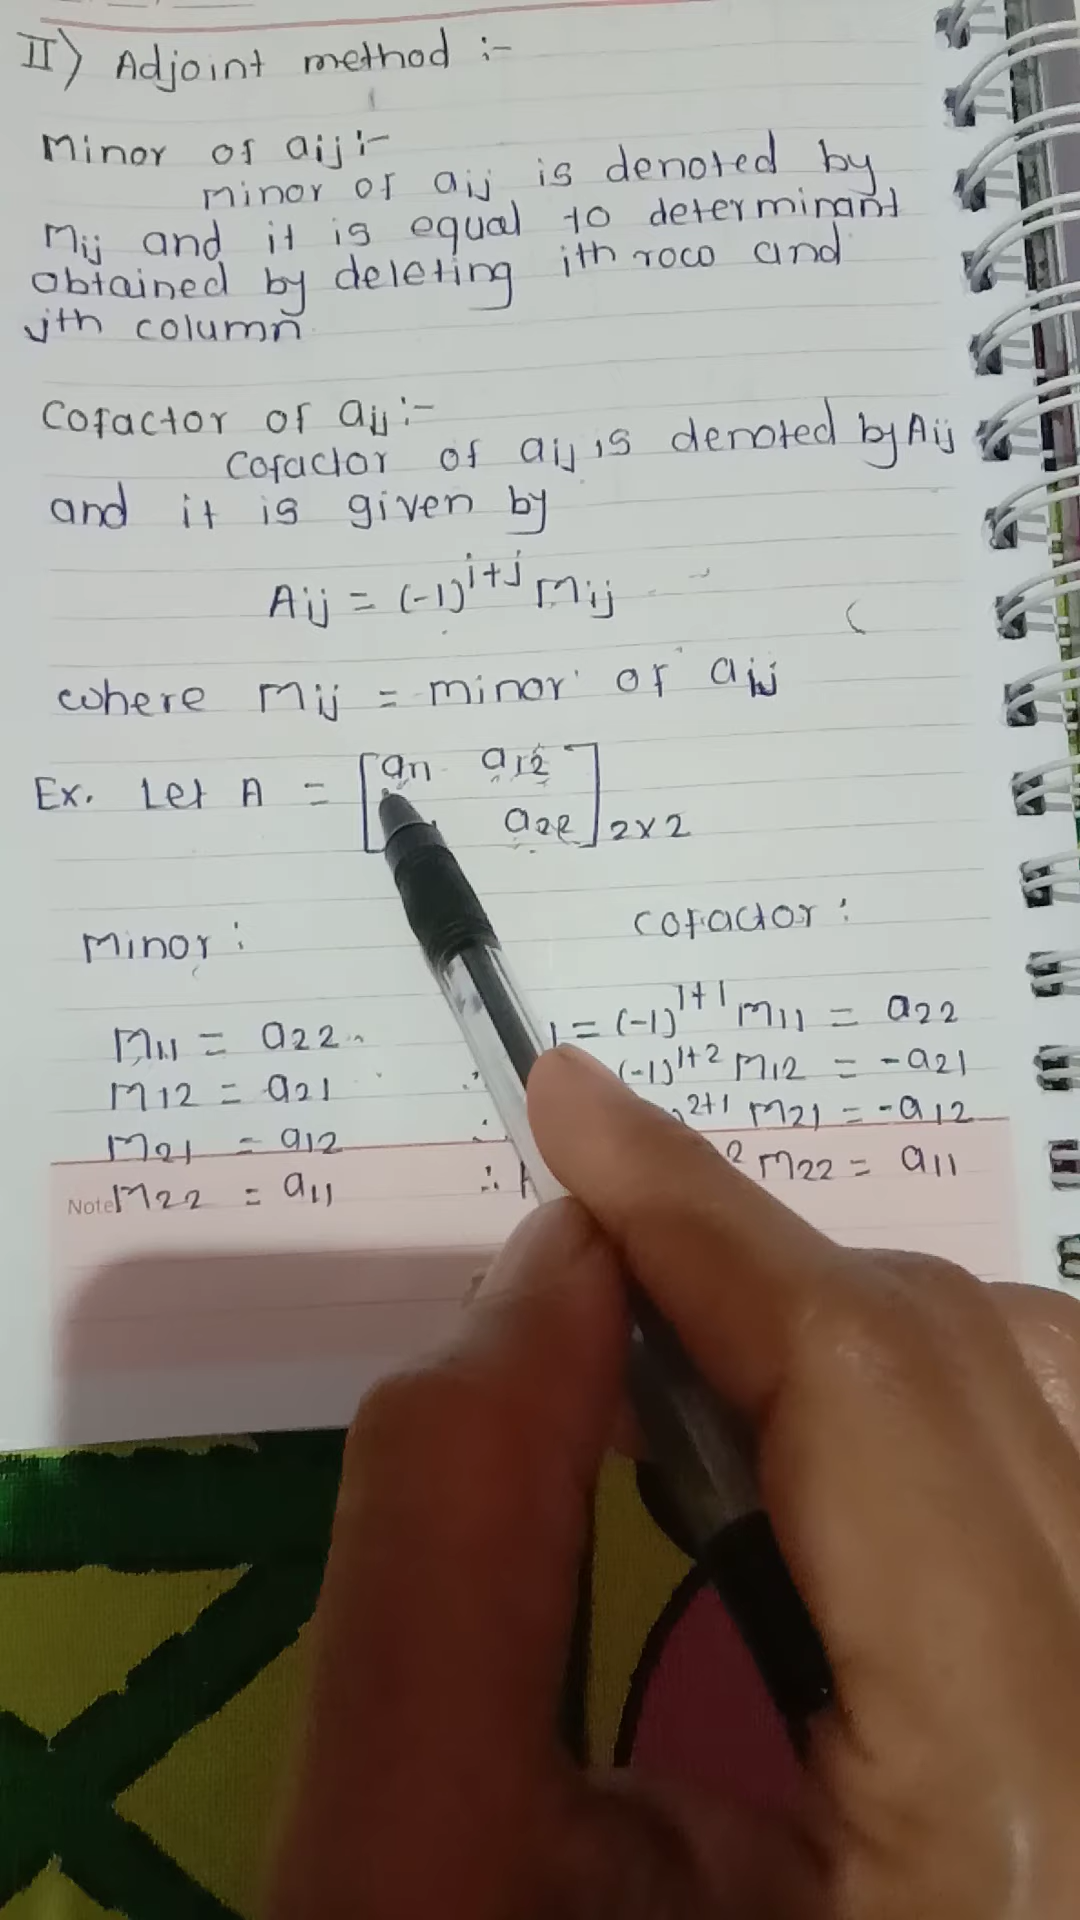 II) Adjoint method :-
Minor of aij :-
minor of aij is denoted by
Mij and it is equal to determinant
obtained by deleting ith row and
jth column.
Cofactor of aij :-
Cofactor of aij is denoted by Aij
and it is given by
Aij = (-1)^i+j Mij
where Mij = minor of aij
Ex. Let A = [a11 a12
a22] 2x2
Minor :
Cofactor :
M11 = a22
1 = (-1)^1+1 M11 = a22
M12 = a21
∴ (-1)^1+2 M12 = -a21
M21 = a12
∴ 2+1 M21 = -a12
Note M22 = a11
∴ 2 M22 = a11